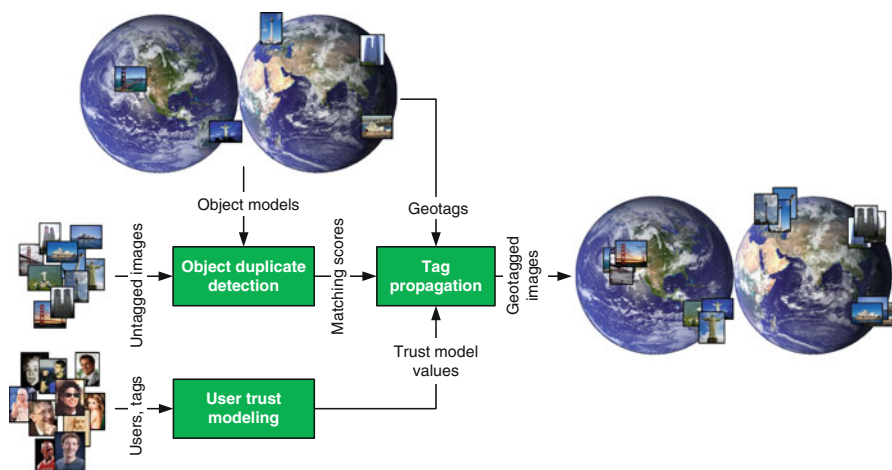 Object models
Geotags
Untagged images
Object duplicate
detection
Matching scores
Tag
propagation
Geotagged
images
Trust model
values
Users, tags
User trust
modeling